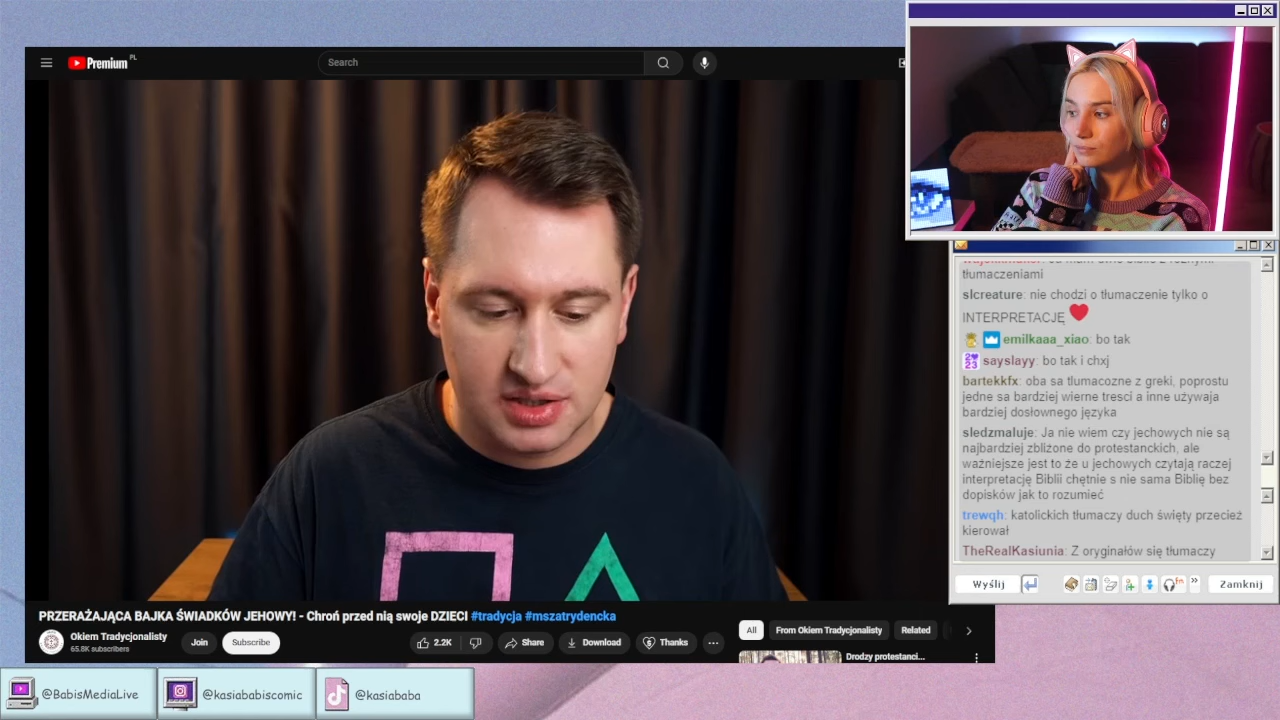 Premium PL
Search
PRZERAŻAJĄCA BAJKA ŚWIADKÓW JEHOWY! - Chroń przed nią swoje DZIECI #tradycja #mszatrydencka
Okiem Tradycjonalisty
65.8K subscribers
Join
Subscribe
2.2K
Share
Download
Thanks
All
From Okiem Tradycjonalisty
Related
Drodzy protestanci...
tłumaczeniami
slcreature: nie chodzi o tłumaczenie tylko o
INTERPRETACJĘ
emilkaaa_xiao: bo tak
2023 sayslayy: bo tak i chxj
bartekkfx: oba sa tlumacozne z greki, poprostu
jedne sa bardziej wierne tresci a inne używaja
bardziej dosłownego języka
sledzmaluje: Ja nie wiem czy jechowych nie są
najbardziej zbliżone do protestanckich, ale
ważniejsze jest to że u jechowych czytają raczej
interpretację Biblii chętnie s nie sama Biblię bez
dopisków jak to rozumieć
trewqh: katolickich tłumaczy duch święty przecież
kierował
TheRealKasiunia: Z oryginałów się tłumaczy
Wyślij
fn
Zamknij
@BabisMediaLive
@kasiababiscomic
@kasiababa